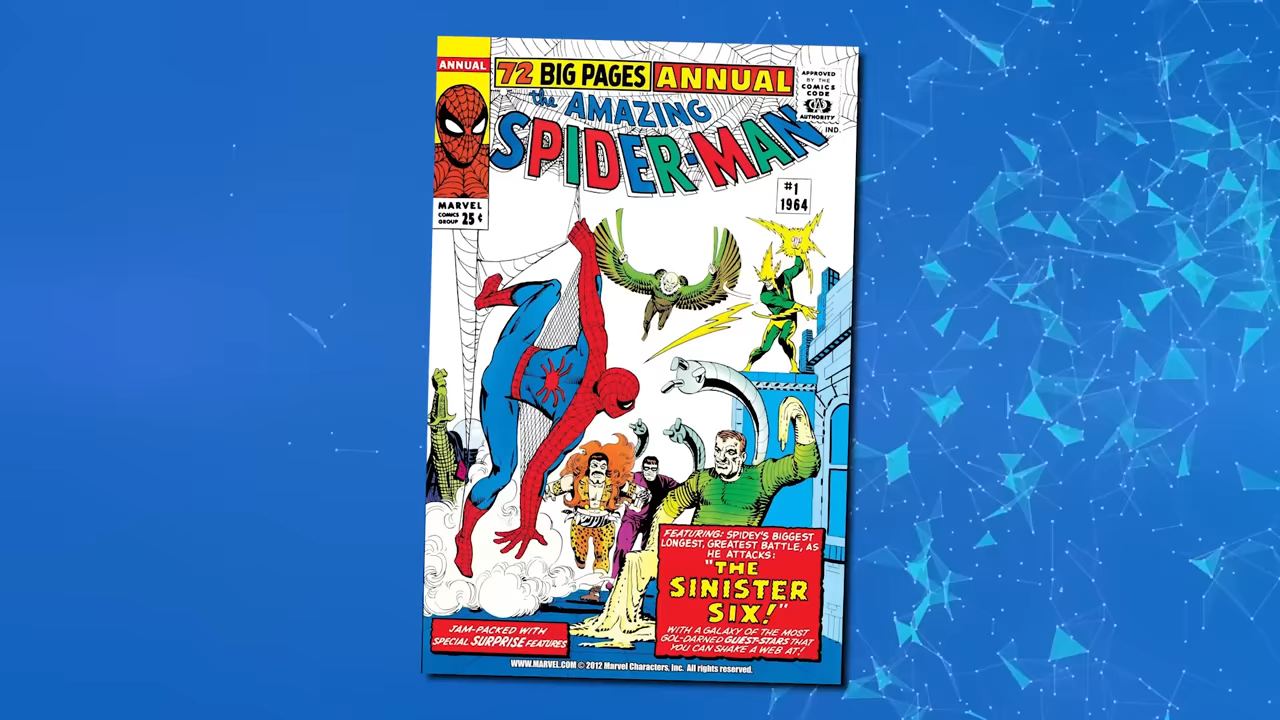 ANNUAL
72 BIG PAGES ANNUAL
APPROVED
BY THE
COMICS
CODE
CA
AUTHORITY
the AMAZING
SPIDER-MAN
IND.
#1
1964
MARVEL
COMICS
GROUP 25¢
FEATURING: SPIDEY'S BIGGEST
LONGEST, GREATEST BATTLE, AS
HE ATTACKS:
"THE
SINISTER
SIX!"
WITH A GALAXY OF THE MOST
GOL-DARNED GUEST-STARS THAT
YOU CAN SHAKE A WEB AT!
JAM-PACKED WITH
SPECIAL SURPRISE FEATURES
WWW.MARVEL.COM © 2012 Marvel Characters, Inc. All rights reserved.